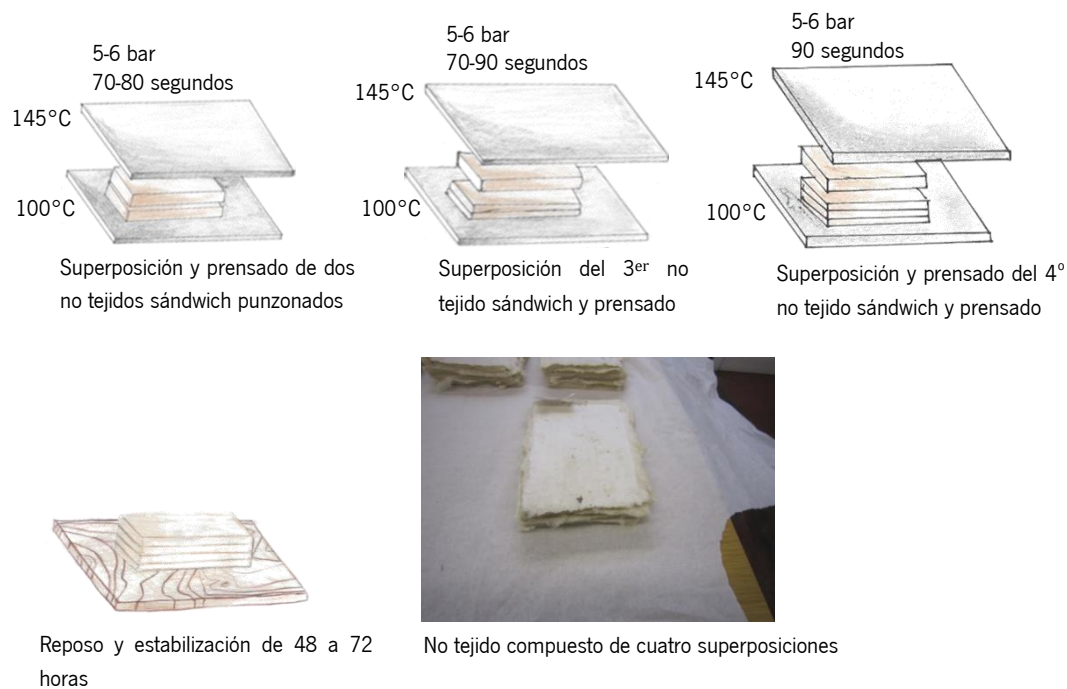 5-6 bar
70-80 segundos
145°C
100°C
Superposición y prensado de dos
no tejidos sándwich punzonados
5-6 bar
70-90 segundos
145°C
100°C
Superposición del 3er no
tejido sándwich y prensado
5-6 bar
90 segundos
145°C
100°C
Superposición y prensado del 4º
no tejido sándwich y prensado
Reposo y estabilización de 48 a 72
horas
No tejido compuesto de cuatro superposiciones